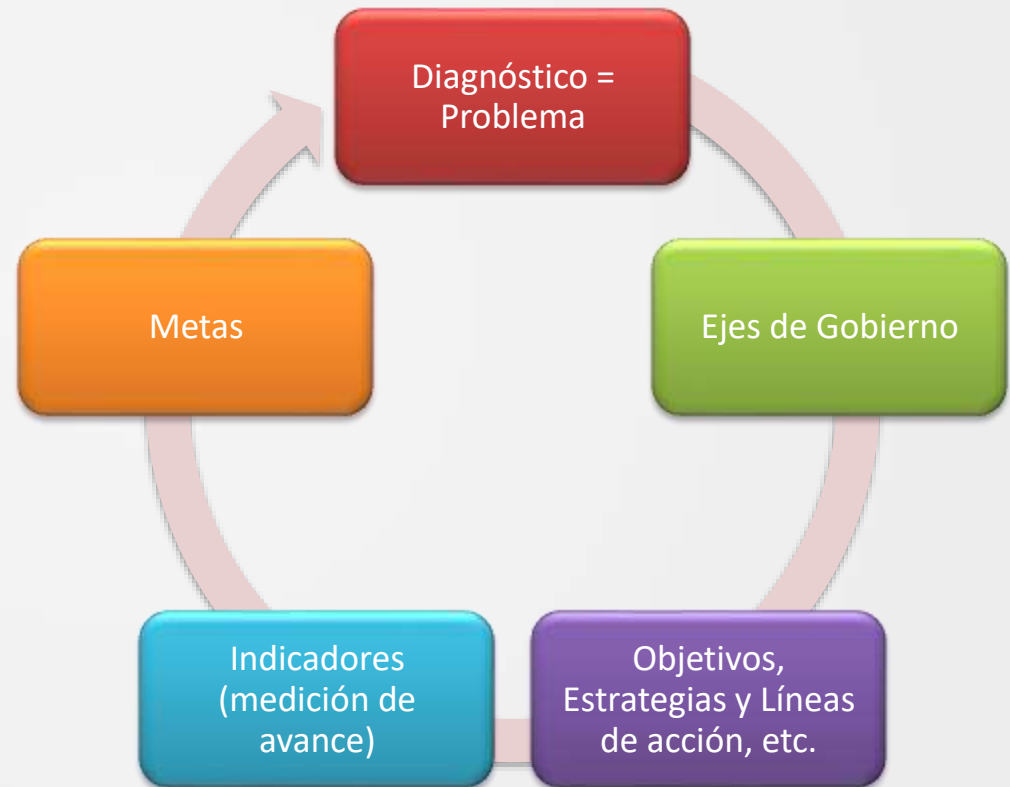 Diagnóstico =
Problema
Ejes de Gobierno
Objetivos,
Estrategias y Líneas
de acción, etc.
Indicadores
(medición de
avance)
Metas